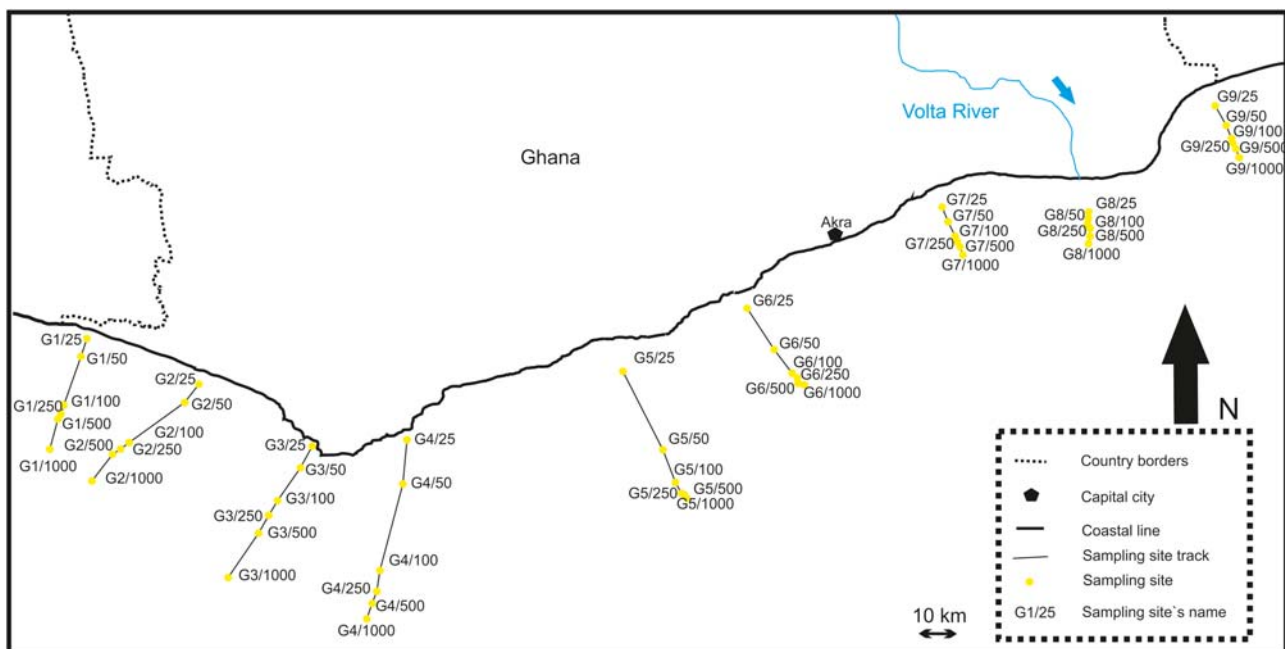 Ghana
Volta River
Akra
G1/25
G1/50
G1/100
G1/250
G1/500
G1/1000
G2/25
G2/50
G2/100
G2/250
G2/500
G2/1000
G3/25
G3/50
G3/100
G3/250
G3/500
G3/1000
G4/25
G4/50
G4/100
G4/250
G4/500
G4/1000
G5/25
G5/50
G5/100
G5/250
G5/500
G5/1000
G6/25
G6/50
G6/100
G6/250
G6/500
G6/1000
G7/25
G7/50
G7/100
G7/250
G7/500
G7/1000
G8/25
G8/50
G8/100
G8/250
G8/500
G8/1000
G9/25
G9/50
G9/100
G9/250
G9/500
G9/1000
N
10 km
Country borders
Capital city
Coastal line
Sampling site track
Sampling site
G1/25 Sampling site`s name